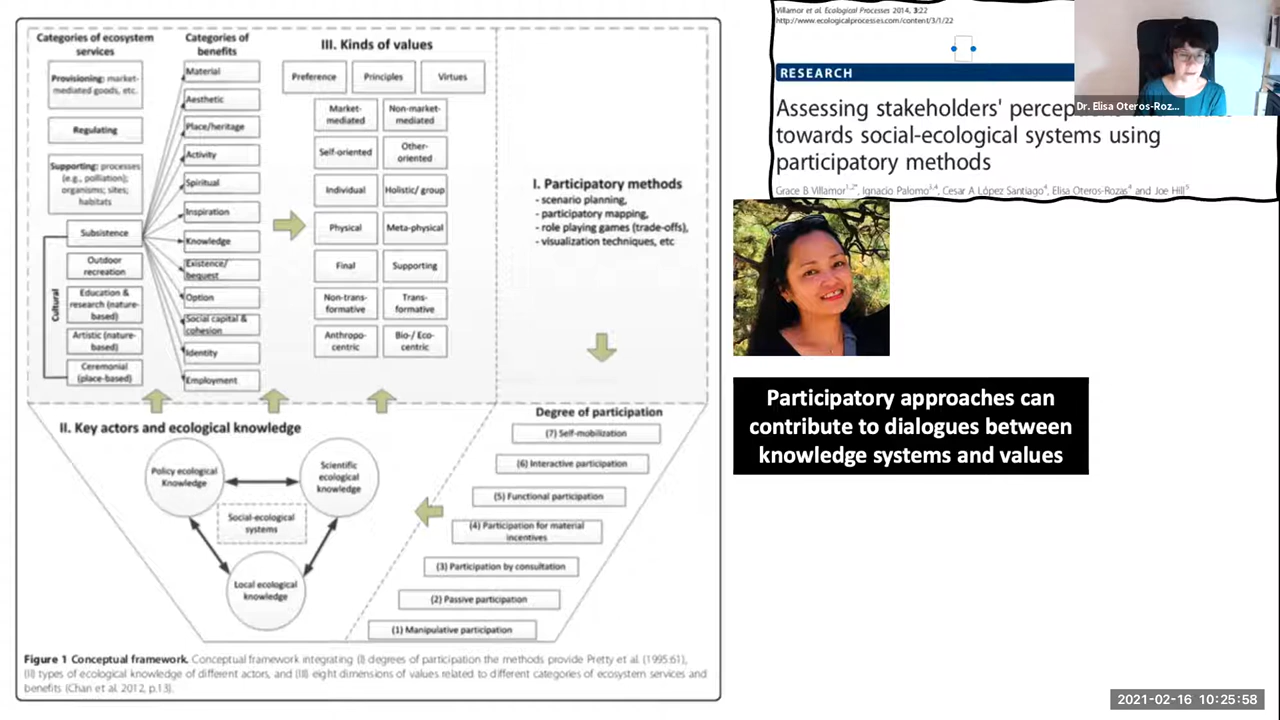 Categories of ecosystem
services
Provisioning: market-
mediated goods, etc.
Regulating
Supporting: processes
(e.g., polliation);
organisms; sites;
habitats
Subsistence
Outdoor
recreation
Education &
research (nature-
based)
Artistic (nature-
based)
Ceremonial
(place-based)
Cultural
Categories of
benefits
Material
Aesthetic
Place/heritage
Activity
Spiritual
Inspiration
Knowledge
Existence/
bequest
Option
Social capital &
cohesion
Identity
Employment
III. Kinds of values
Preference
Principles
Virtues
Market-
mediated
Non-market-
mediated
Self-oriented
Other-
oriented
Individual
Holistic/ group
Physical
Meta-physical
Final
Supporting
Non-trans-
formative
Trans-
formative
Anthropo-
centric
Bio-/ Eco-
centric
I. Participatory methods
- scenario planning,
- participatory mapping,
- role playing games (trade-offs),
- visualization techniques, etc
II. Key actors and ecological knowledge
Policy ecological
Knowledge
Scientific
ecological
knowledge
Social-ecological
systems
Local ecological
knowledge
Degree of participation
(7) Self-mobilization
(6) Interactive participation
(5) Functional participation
(4) Participation for material
incentives
(3) Participation by consultation
(2) Passive participation
(1) Manipulative participation
Figure 1 Conceptual framework. Conceptual framework integrating (I) degrees of participation the methods provide Pretty et al. (1995:61),
(II) types of ecological knowledge of different actors, and (III) eight dimensions of values related to different categories of ecosystem services and
benefits (Chan et al. 2012, p.13).
Villamor et al. Ecological Processes 2014, 3:22
http://www.ecologicalprocesses.com/content/3/1/22
RESEARCH
Assessing stakeholders' percep
towards social-ecological systems using
participatory methods
Grace B Villamor1,2*, Ignacio Palomo3,4, Cesar A López Santiago4, Elisa Oteros-Rozas4 and Joe Hill5
Dr. Elisa Oteros-Roz...
Participatory approaches can
contribute to dialogues between
knowledge systems and values
2021-02-16 10:25:58